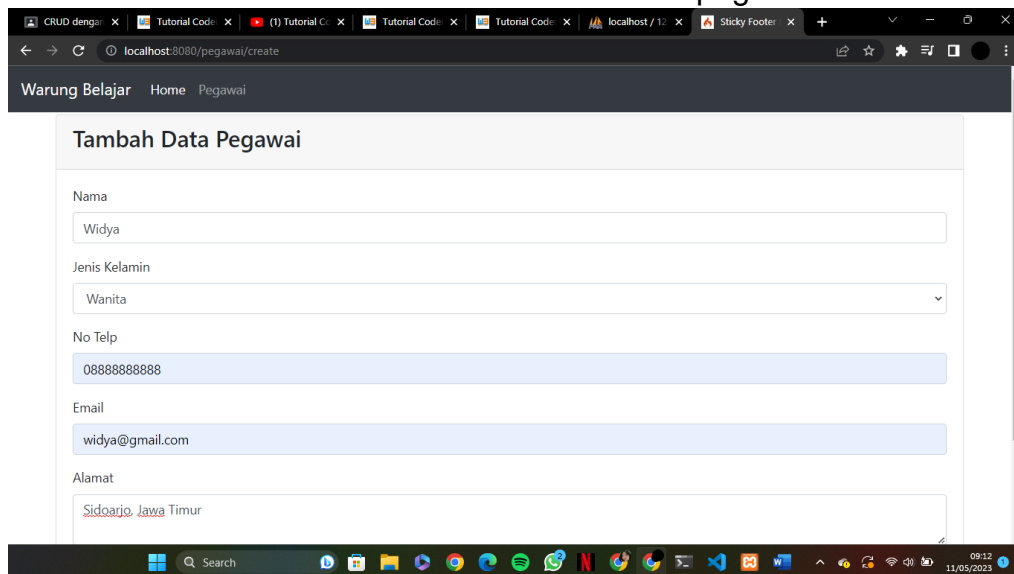 CRUD dengan
Tutorial Code
(1) Tutorial Co
Tutorial Code
Tutorial Code
localhost / 12
Sticky Footer
localhost:8080/pegawai/create
Warung Belajar Home Pegawai
Tambah Data Pegawai
Nama
Widya
Jenis Kelamin
Wanita
No Telp
08888888888
Email
widya@gmail.com
Alamat
Sidoarjo, Jawa Timur
Search
2
09:12
11/05/2023
1